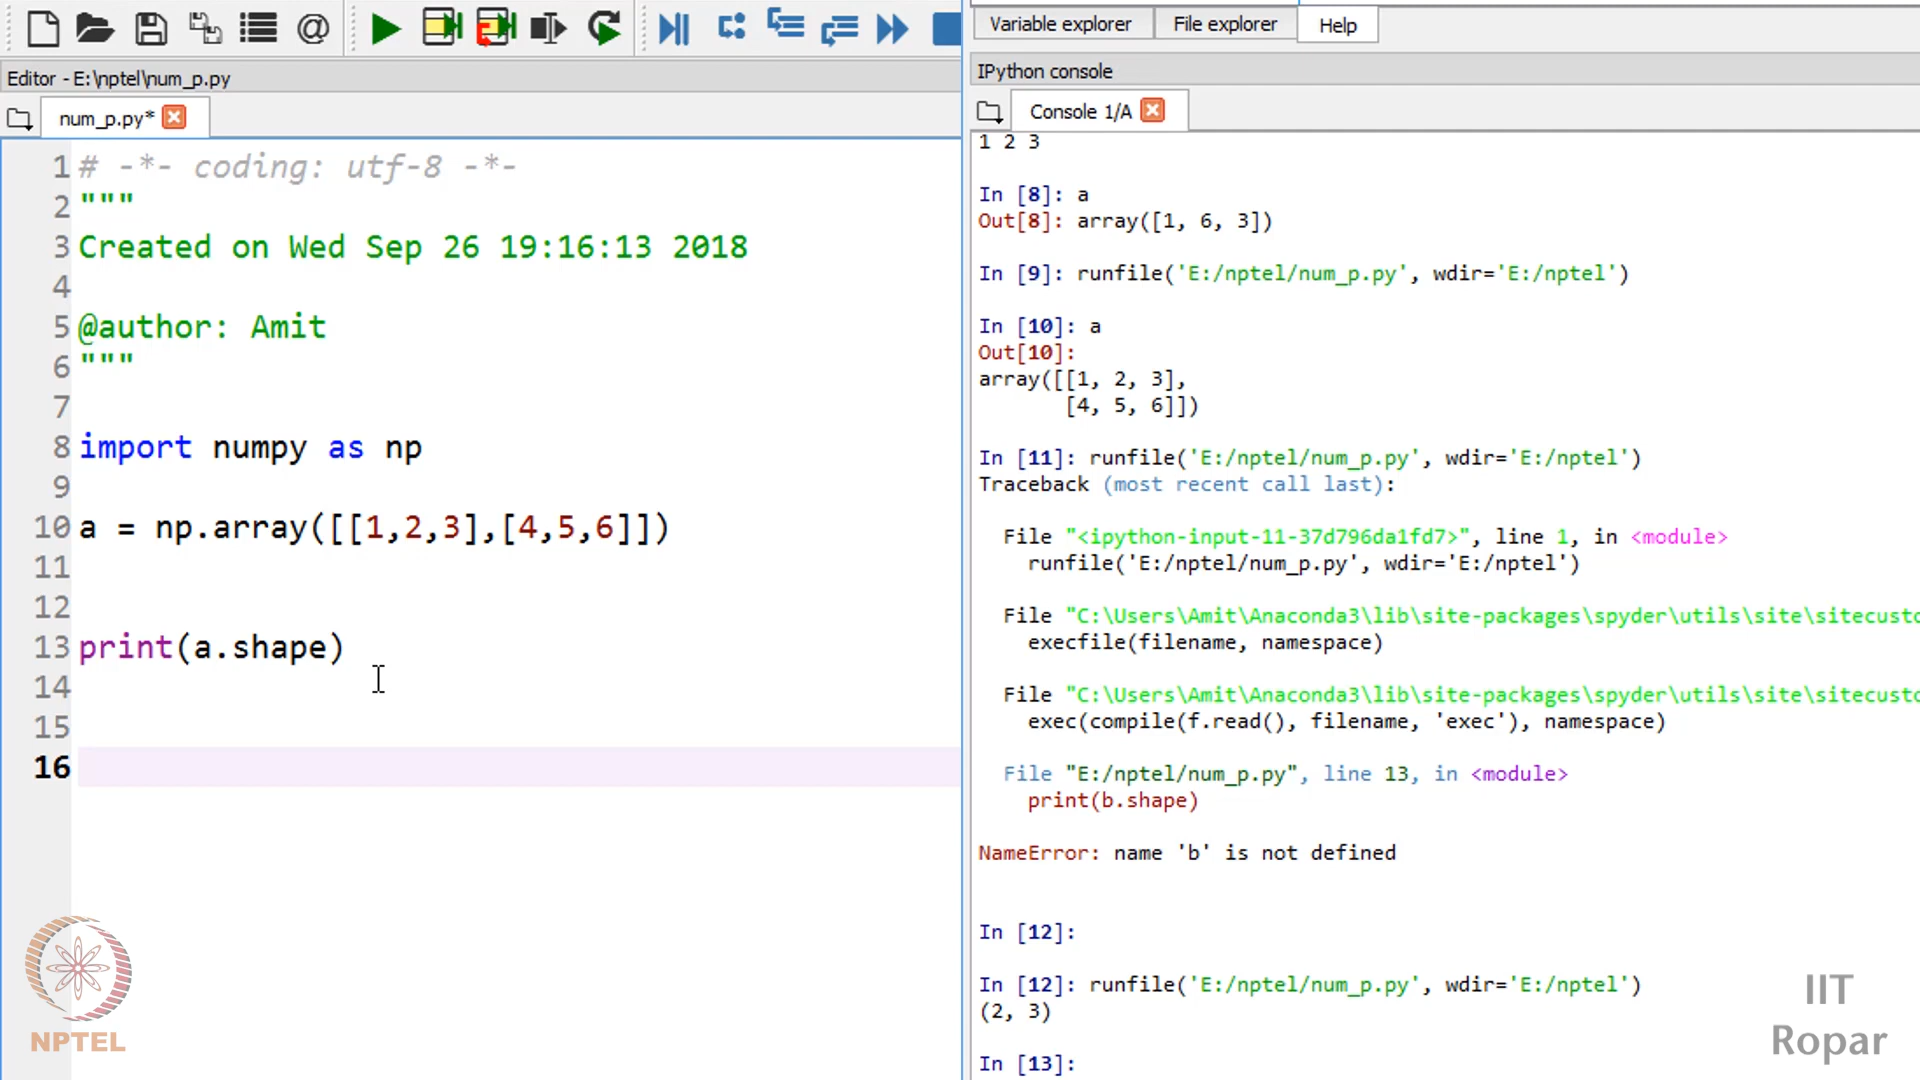 Editor - E:\nptel\num_p.py
num_p.py*
1 # -*- coding: utf-8 -*-
2 """
3 Created on Wed Sep 26 19:16:13 2018
4
5 @author: Amit
6 """
7
8 import numpy as np
9
10 a = np.array([[1,2,3],[4,5,6]])
11
12
13 print(a.shape)
14
15
16
NPTEL
Variable explorer
File explorer
Help
IPython console
Console 1/A
1 2 3
In [8]: a
Out[8]: array([1, 6, 3])
In [9]: runfile('E:/nptel/num_p.py', wdir='E:/nptel')
In [10]: a
Out[10]:
array([[1, 2, 3],
[4, 5, 6]])
In [11]: runfile('E:/nptel/num_p.py', wdir='E:/nptel')
Traceback (most recent call last):
File "<ipython-input-11-37d796da1fd7>", line 1, in <module>
runfile('E:/nptel/num_p.py', wdir='E:/nptel')
File "C:\Users\Amit\Anaconda3\lib\site-packages\spyder\utils\site\sitecusto
execfile(filename, namespace)
File "C:\Users\Amit\Anaconda3\lib\site-packages\spyder\utils\site\sitecusto
exec(compile(f.read(), filename, 'exec'), namespace)
File "E:/nptel/num_p.py", line 13, in <module>
print(b.shape)
NameError: name 'b' is not defined
In [12]:
In [12]: runfile('E:/nptel/num_p.py', wdir='E:/nptel')
(2, 3)
In [13]:
IIT
Ropar